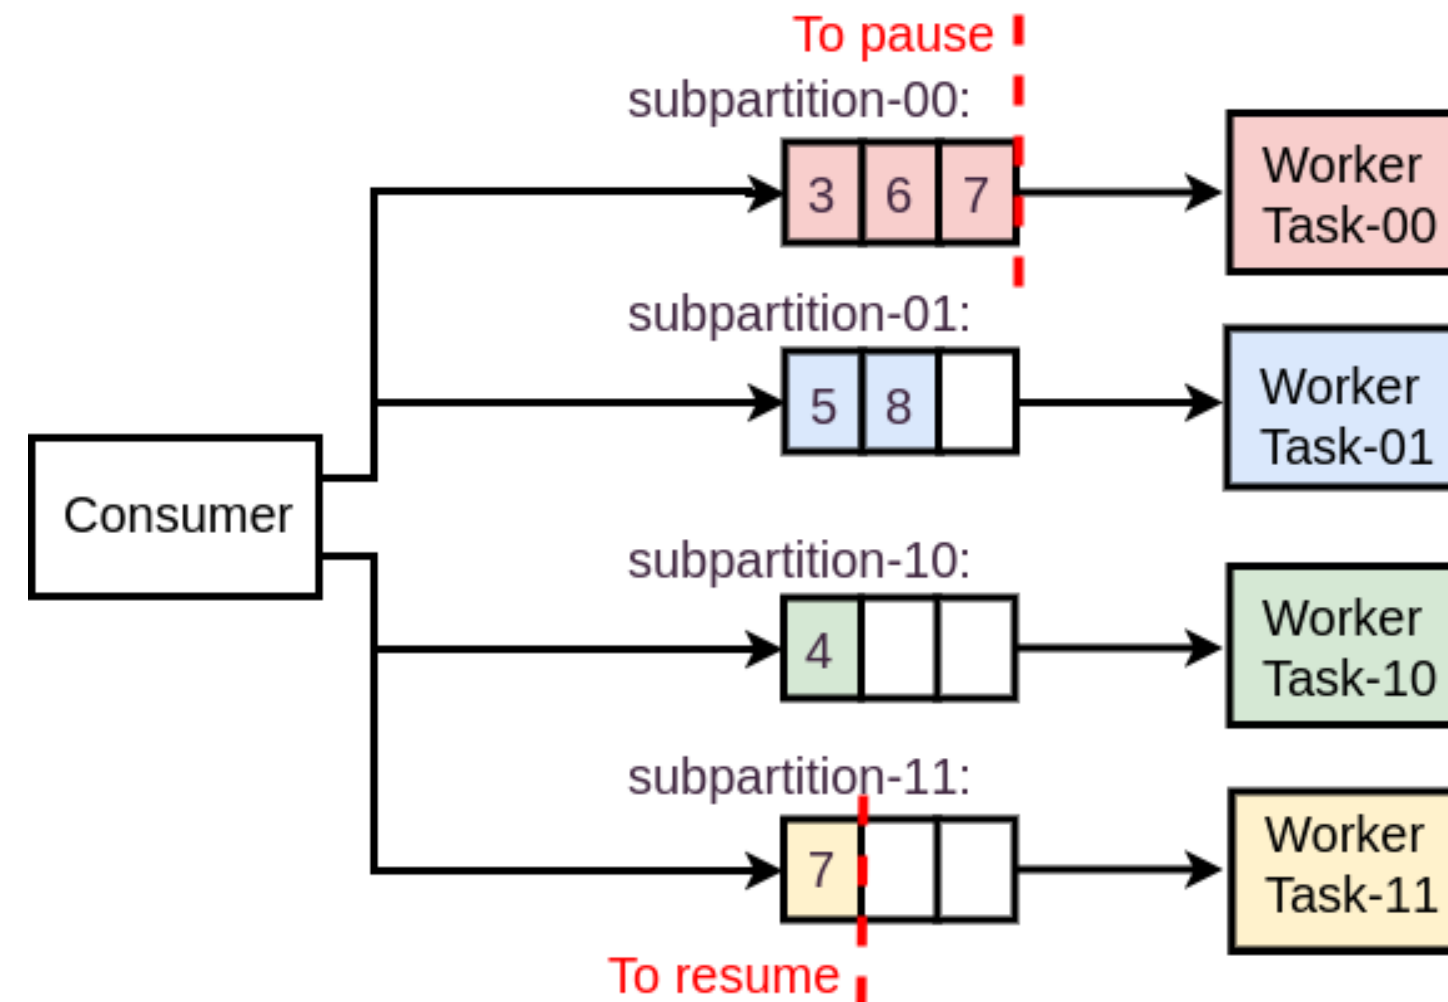 To pause
subpartition-00:
3 6 7
Worker
Task-00
subpartition-01:
5 8
Worker
Task-01
Consumer
subpartition-10:
4
Worker
Task-10
subpartition-11:
7
Worker
Task-11
To resume